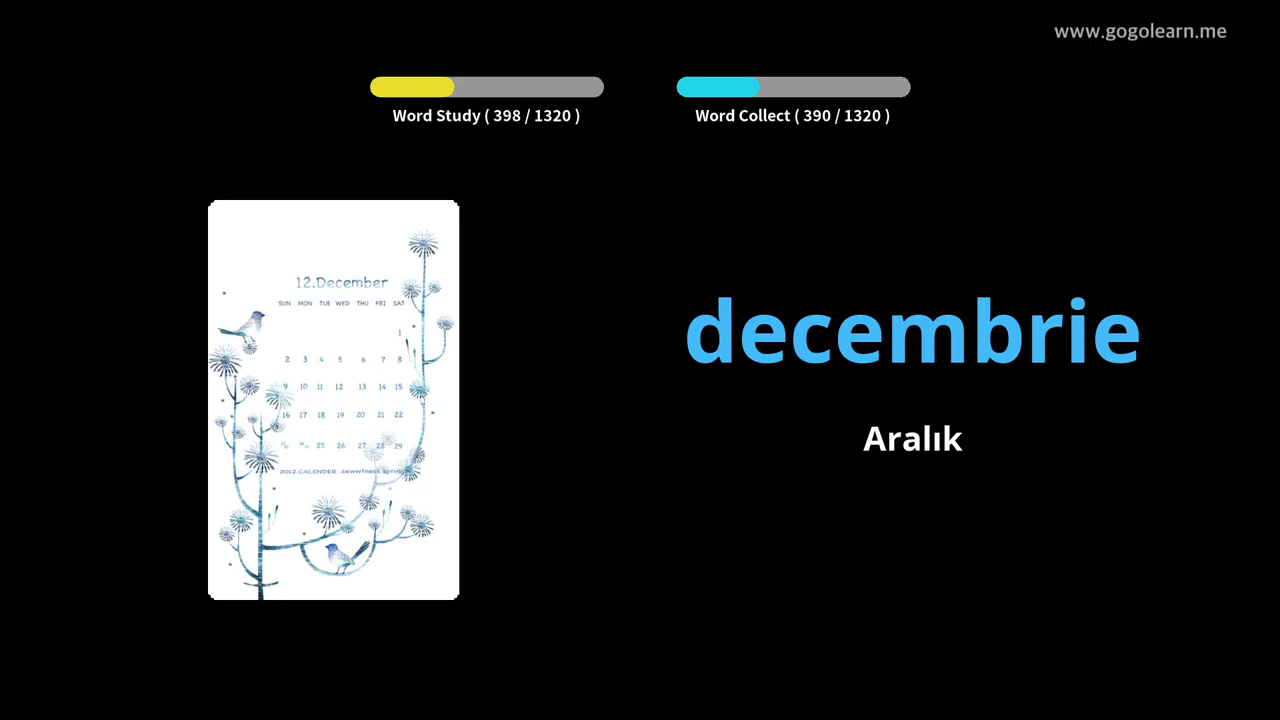 www.gogolearn.me
Word Study ( 398 / 1320 )
Word Collect ( 390 / 1320 )
12.December
SUN MON TUE WED THU FRI SAT
1
2 3 4 5 6 7 8
9 10 11 12 13 14 15
16 17 18 19 20 21 22
25 26 27 28 29
2012.CALENDER .sewwtness spring
decembrie
Aralık